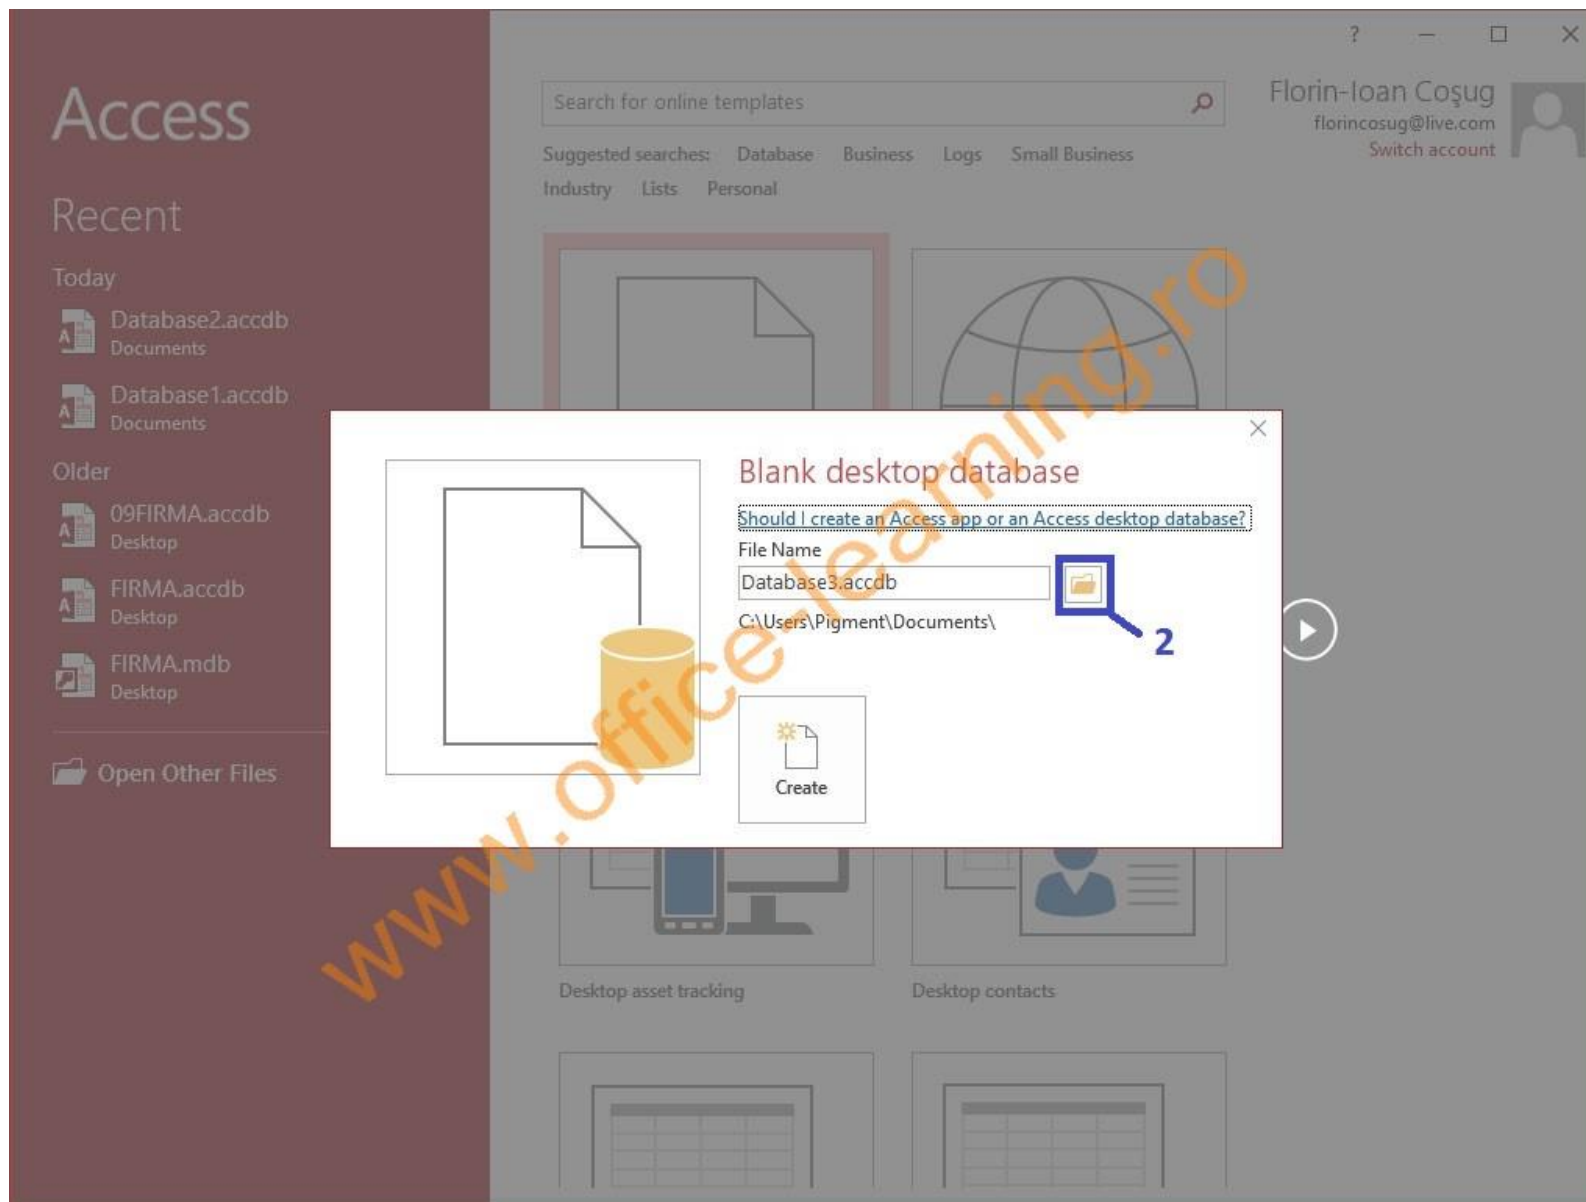 ?
Access
Search for online templates
Florin-Ioan Coşug
florincosug@live.com
Switch account
Suggested searches: Database Business Logs Small Business
Industry Lists Personal
Recent
Today
Database2.accdb
Documents
Database1.accdb
Documents
Older
09FIRMA.accdb
Desktop
FIRMA.accdb
Desktop
FIRMA.mdb
Desktop
Open Other Files
Blank desktop database
Should I create an Access app or an Access desktop database?
File Name
Database3.accdb
C:\Users\Pigment\Documents\
2
Create
Desktop asset tracking
Desktop contacts
www.office-learning.ro